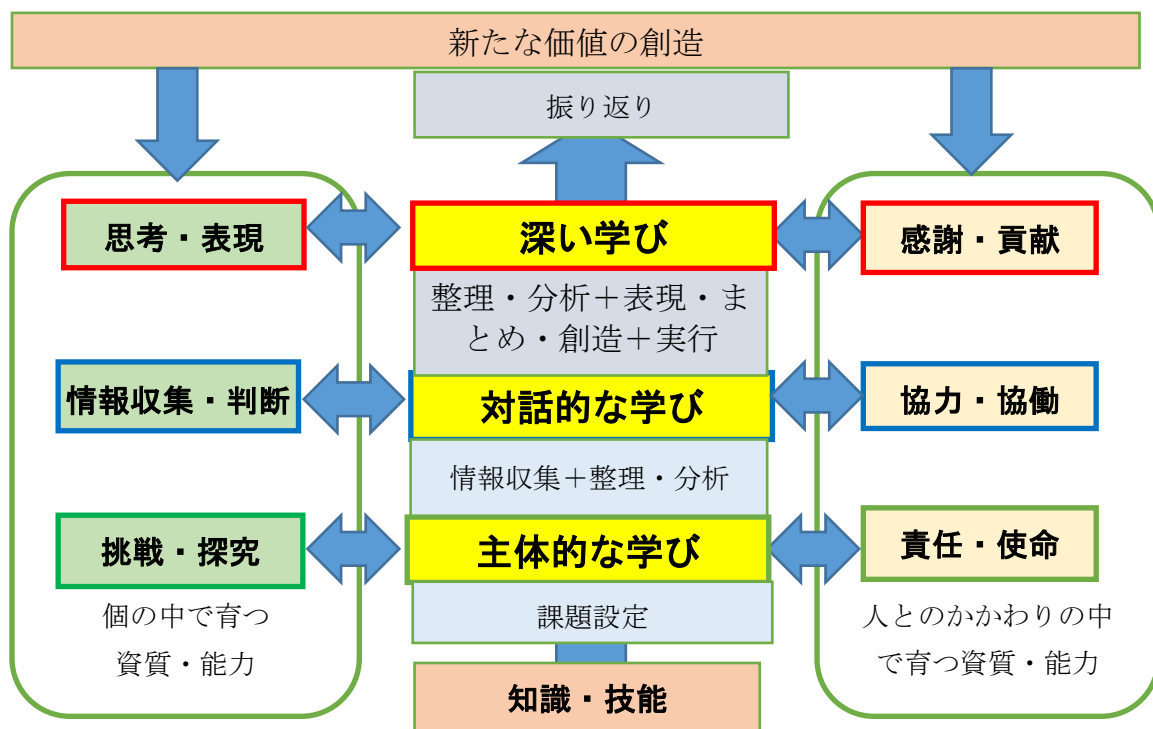 新たな価値の創造
振り返り
思考・表現
深い学び
感謝・貢献
整理・分析＋表現・ま
とめ・創造＋実行
情報収集・判断
対話的な学び
協力・協働
情報収集＋整理・分析
挑戦・探究
主体的な学び
責任・使命
個の中で育つ
資質・能力
課題設定
人とのかかわりの中
で育つ資質・能力
知識・技能